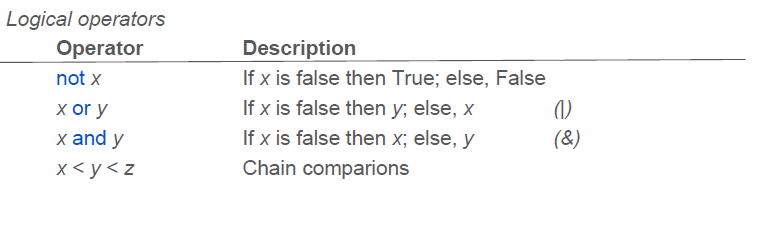 Logical operators
Operator Description
not x If x is false then True; else, False
x or y If x is false then y; else, x (|)
x and y If x is false then x; else, y (&)
x < y < z Chain comparions